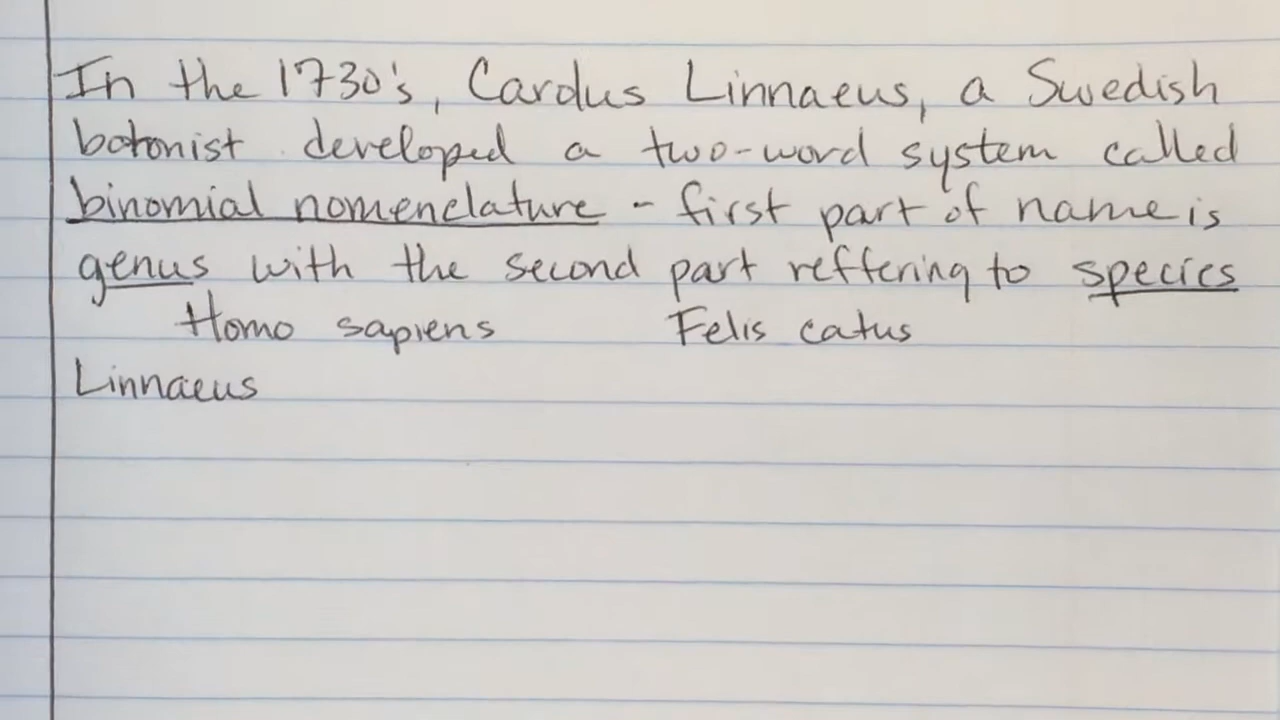 In the 1730's, Carolus Linnaeus, a Swedish
botonist developed a two-word system called
binomial nomenclature - first part of name is
genus with the second part reffering to species
Homo sapiens Felis catus
Linnaeus